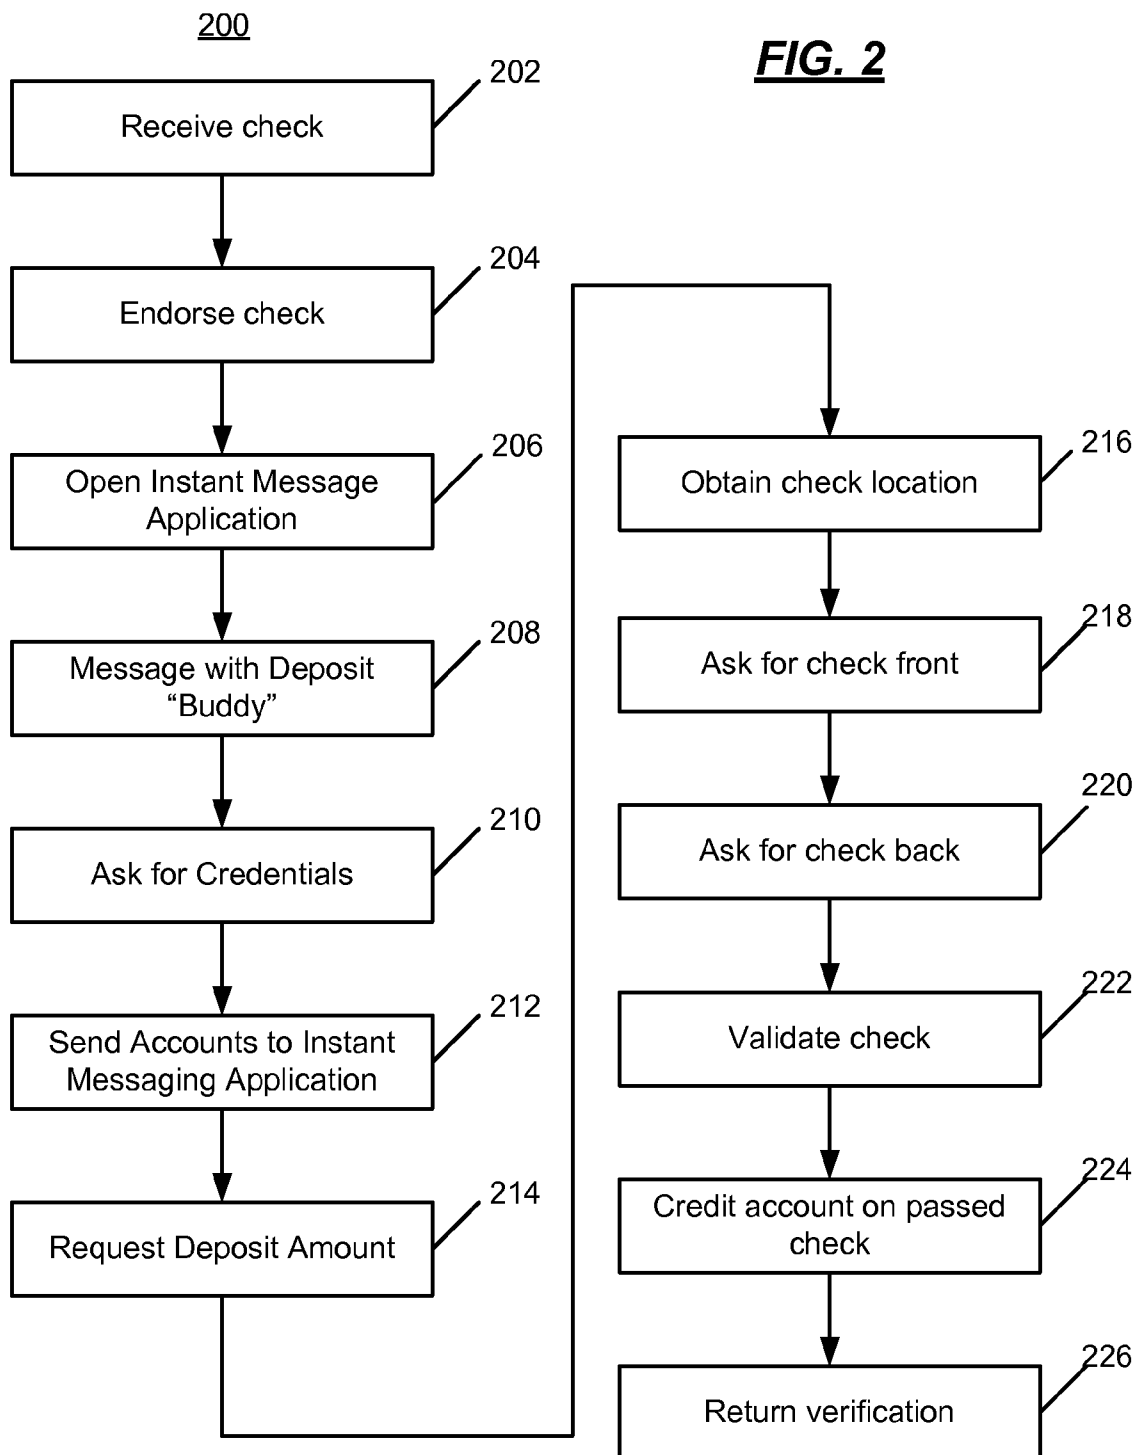 200
FIG. 2
202
Receive check
204
Endorse check
206
Open Instant Message
Application
208
Message with Deposit
“Buddy”
210
Ask for Credentials
212
Send Accounts to Instant
Messaging Application
214
Request Deposit Amount
216
Obtain check location
218
Ask for check front
220
Ask for check back
222
Validate check
224
Credit account on passed
check
226
Return verification